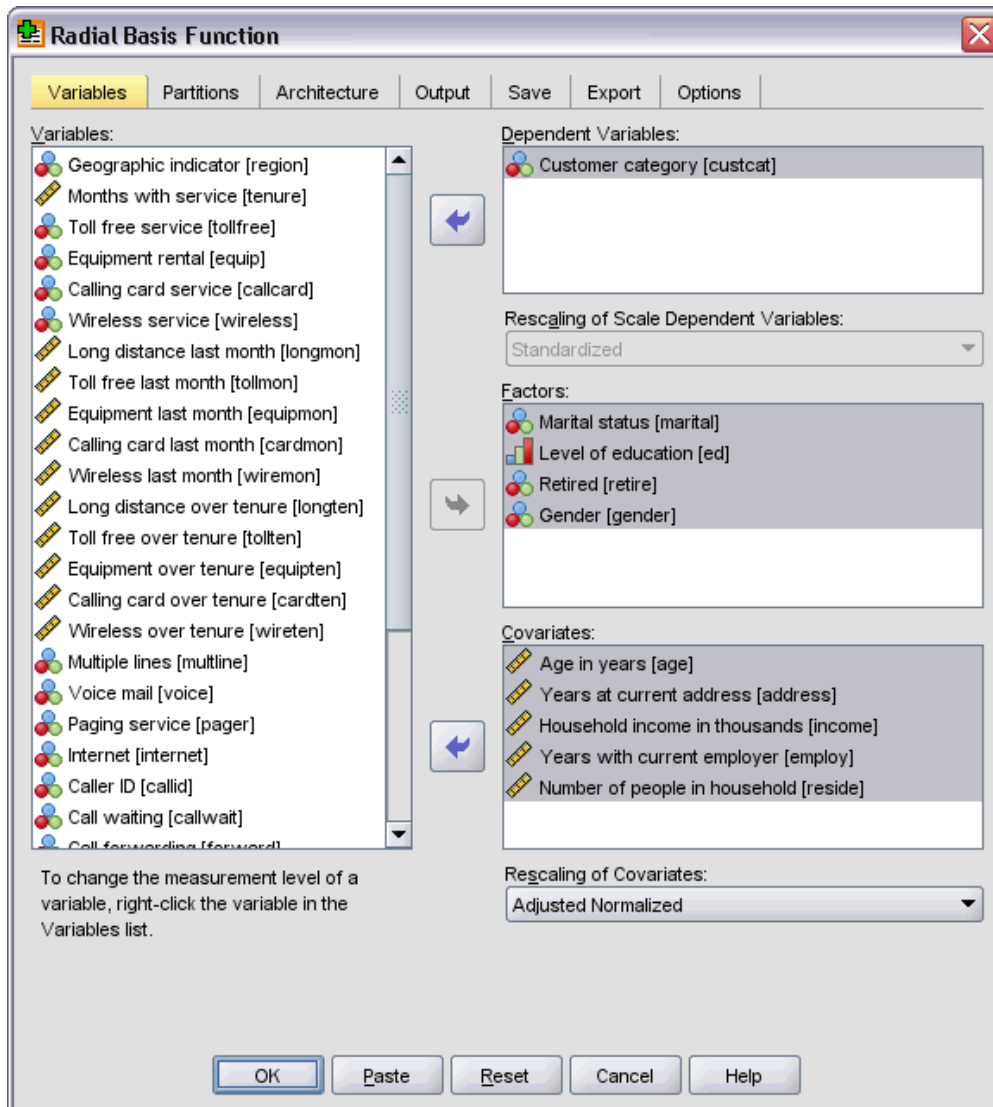 Radial Basis Function
Variables
Partitions
Architecture
Output
Save
Export
Options
Variables:
Geographic indicator [region]
Months with service [tenure]
Toll free service [tollfree]
Equipment rental [equip]
Calling card service [callcard]
Wireless service [wireless]
Long distance last month [longmon]
Toll free last month [tollmon]
Equipment last month [equipmon]
Calling card last month [cardmon]
Wireless last month [wiremon]
Long distance over tenure [longten]
Toll free over tenure [tollten]
Equipment over tenure [equipten]
Calling card over tenure [cardten]
Wireless over tenure [wireten]
Multiple lines [multline]
Voice mail [voice]
Paging service [pager]
Internet [internet]
Caller ID [callid]
Call waiting [callwait]
Call forwarding [forward]
To change the measurement level of a
variable, right-click the variable in the
Variables list.
Dependent Variables:
Customer category [custcat]
Rescaling of Scale Dependent Variables:
Standardized
Factors:
Marital status [marital]
Level of education [ed]
Retired [retire]
Gender [gender]
Covariates:
Age in years [age]
Years at current address [address]
Household income in thousands [income]
Years with current employer [employ]
Number of people in household [reside]
Rescaling of Covariates:
Adjusted Normalized
OK
Paste
Reset
Cancel
Help